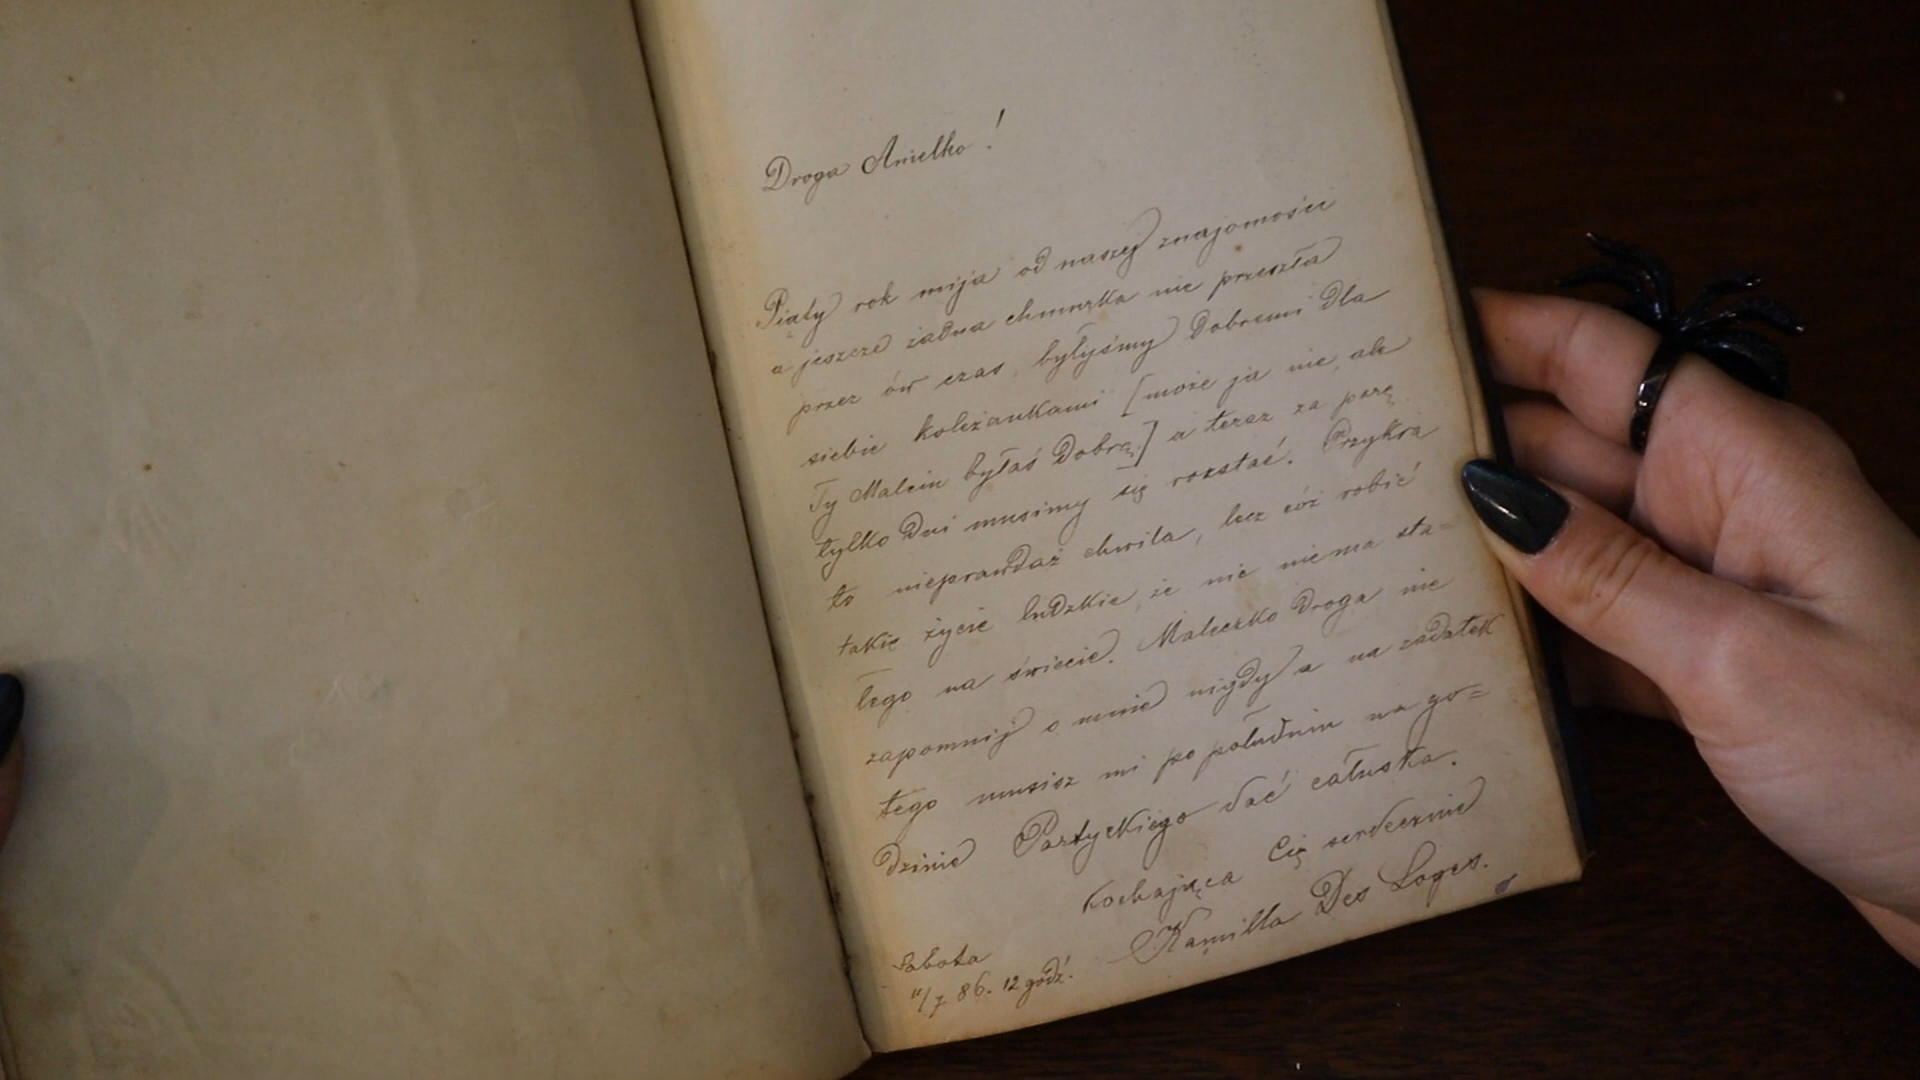 Droga Anielko!
Piąty rok mija od naszej znajomości
a jeszcze żadna chmurka nie przeszła
przez ów czas, byłyśmy dobremi dla
siebie koleżankami [może ja nie, ale
Ty Malciu byłaś dobrą.] a teraz za parę
tylko dni musimy się rozstać. Przykra
to nieprawdaż chwila, lecz cóż robić
takie życie ludzkie, że nic niema sta=
łego na świecie. Maleczko droga nie
zapomnij o mnie nigdy a na zadatek
tego musisz mi po południu na go=
dzinie Partyckiego dać całuska.
Kochająca Cię serdecznie
Kamilla Des Loges.
Sobota
11/7 86. 12 godź.